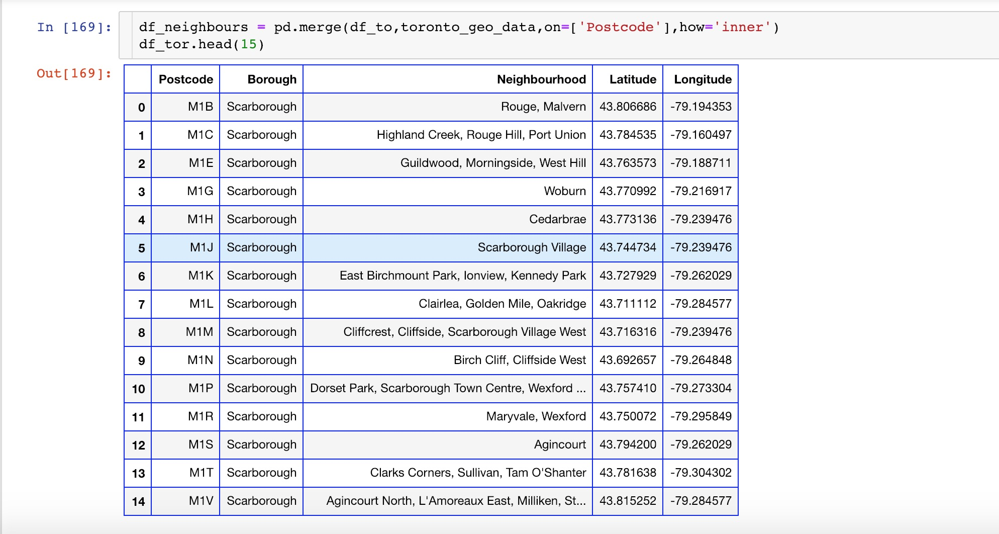 In [169]: df_neighbours = pd.merge(df_to,toronto_geo_data,on=['Postcode'],how='inner')
df_tor.head(15)
Out[169]:
Postcode Borough Neighbourhood Latitude Longitude
0 M1B Scarborough Rouge, Malvern 43.806686 -79.194353
1 M1C Scarborough Highland Creek, Rouge Hill, Port Union 43.784535 -79.160497
2 M1E Scarborough Guildwood, Morningside, West Hill 43.763573 -79.188711
3 M1G Scarborough Woburn 43.770992 -79.216917
4 M1H Scarborough Cedarbrae 43.773136 -79.239476
5 M1J Scarborough Scarborough Village 43.744734 -79.239476
6 M1K Scarborough East Birchmount Park, Ionview, Kennedy Park 43.727929 -79.262029
7 M1L Scarborough Clairlea, Golden Mile, Oakridge 43.711112 -79.284577
8 M1M Scarborough Cliffcrest, Cliffside, Scarborough Village West 43.716316 -79.239476
9 M1N Scarborough Birch Cliff, Cliffside West 43.692657 -79.264848
10 M1P Scarborough Dorset Park, Scarborough Town Centre, Wexford ... 43.757410 -79.273304
11 M1R Scarborough Maryvale, Wexford 43.750072 -79.295849
12 M1S Scarborough Agincourt 43.794200 -79.262029
13 M1T Scarborough Clarks Corners, Sullivan, Tam O'Shanter 43.781638 -79.304302
14 M1V Scarborough Agincourt North, L'Amoreaux East, Milliken, St... 43.815252 -79.284577